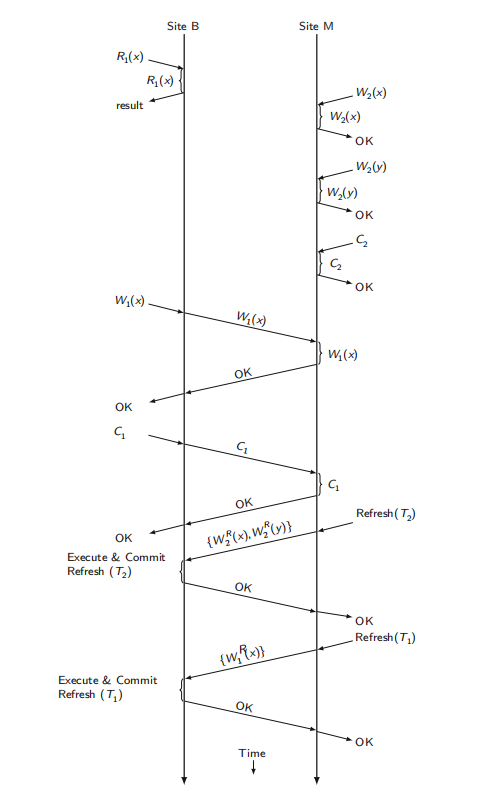 Site B Site M
R₁(x)
R₁(x)
result
W₂(x)
W₂(x)
OK
W₂(y)
W₂(y)
OK
C₂
C₂
OK
W₁(x)
W₁(x)
W₁(x)
OK
OK
C₁
C₁
C₁
OK
OK
Refresh(T₂)
{W₂ᴿ(x), W₂ᴿ(y)}
Execute & Commit
Refresh (T₂)
OK
OK
Refresh(T₁)
{W₁ᴿ(x)}
Execute & Commit
Refresh (T₁)
OK
OK
Time